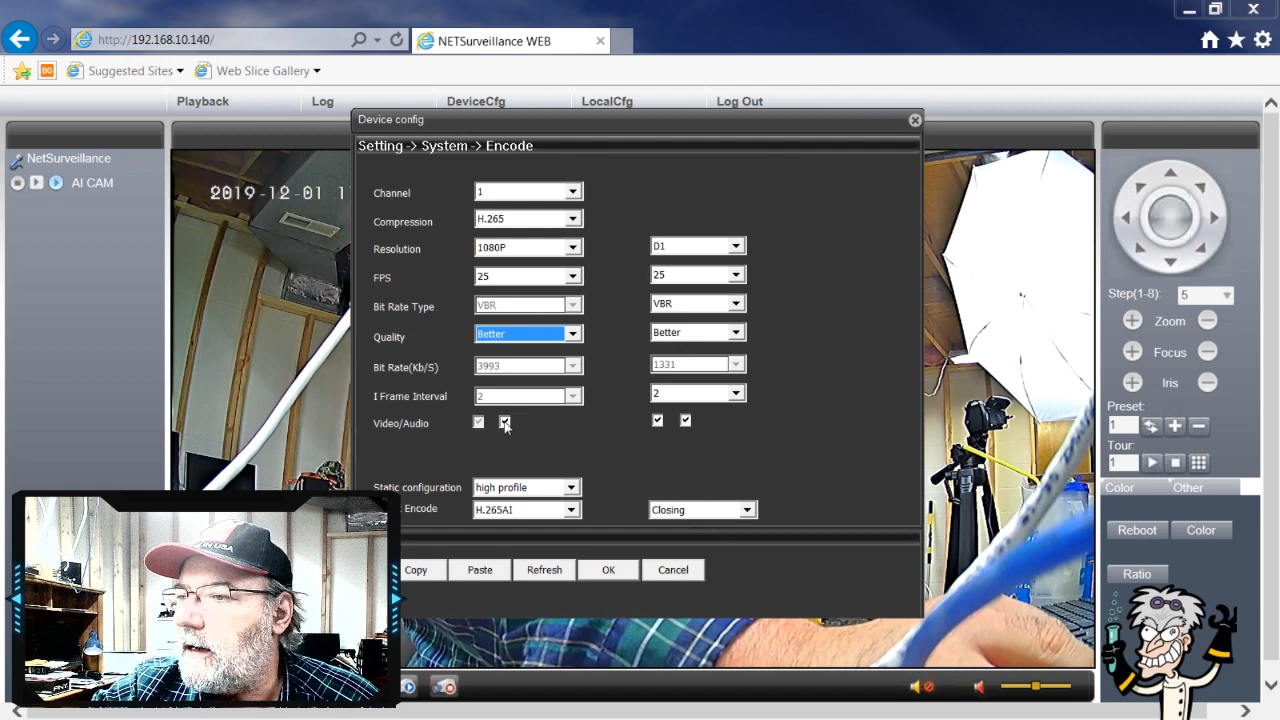 http://192.168.10.140/
NETSurveillance WEB
BG
Suggested Sites
Web Slice Gallery
Playback
Log
DeviceCfg
LocalCfg
Log Out
Device config
Setting -> System -> Encode
NetSurveillance
AI CAM
2019-12-01 1
Channel 1
Compression H.265
Resolution 1080P D1
FPS 25 25
Bit Rate Type VBR VBR
Quality Better Better
Bit Rate(Kb/S) 3993 1331
I Frame Interval 2 2
Video/Audio
Static configuration high profile
Encode H.265AI Closing
Copy Paste Refresh OK Cancel
Step(1-8): 5
Zoom
Focus
Iris
Preset:
1
Tour:
1
Color Other
Reboot Color
Ratio
IN USA